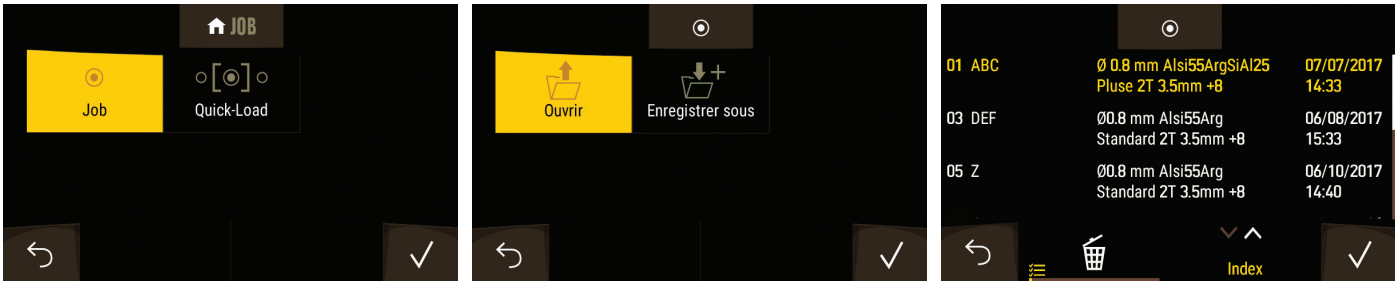 JOB
Job Quick-Load
Ouvrir Enregistrer sous
01 ABC Ø 0.8 mm Alsi55ArgSiAl25 07/07/2017
Pluse 2T 3.5mm +8 14:33
03 DEF Ø0.8 mm Alsi55Arg 06/08/2017
Standard 2T 3.5mm +8 15:33
05 Z Ø0.8 mm Alsi55Arg 06/10/2017
Standard 2T 3.5mm +8 14:40
Index